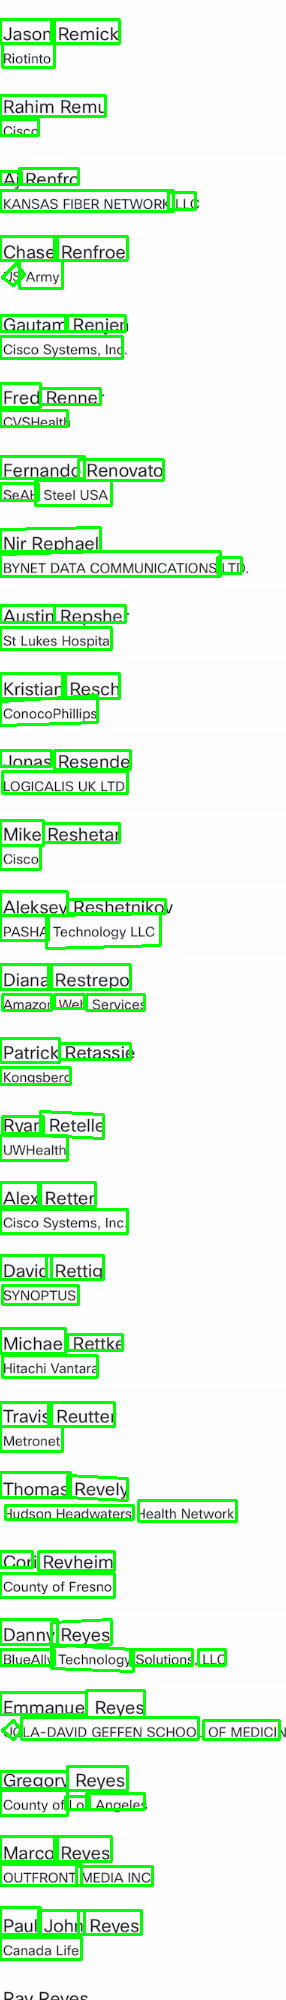 Jason Remick
Riotinto
Rahim Remu
Cisco
Aj Renfro
KANSAS FIBER NETWORK LLC
Chase Renfroe
US Army
Gautam Renjen
Cisco Systems, Inc.
Fred Renner
CVSHealth
Fernando Renovato
SeAH Steel USA
Nir Rephael
BYNET DATA COMMUNICATIONS LTD.
Austin Repsher
St Lukes Hospital
Kristian Resch
ConocoPhillips
Jonas Resende
LOGICALIS UK LTD
Mike Reshetar
Cisco
Aleksey Reshetnikov
PASHA Technology LLC
Diana Restrepo
Amazon Web Services
Patrick Retassie
Kongsberg
Ryan Retelle
UWHealth
Alex Retter
Cisco Systems, Inc.
David Rettig
SYNOPTUS
Michael Rettke
Hitachi Vantara
Travis Reutter
Metronet
Thomas Revely
Hudson Headwaters Health Network
Cori Revheim
County of Fresno
Danny Reyes
BlueAlly Technology Solutions, LLC
Emmanuel Reyes
UCLA-DAVID GEFFEN SCHOOL OF MEDICIN
Gregory Reyes
County of Los Angeles
Marco Reyes
OUTFRONT MEDIA INC
Paul John Reyes
Canada Life
Ray Reyes